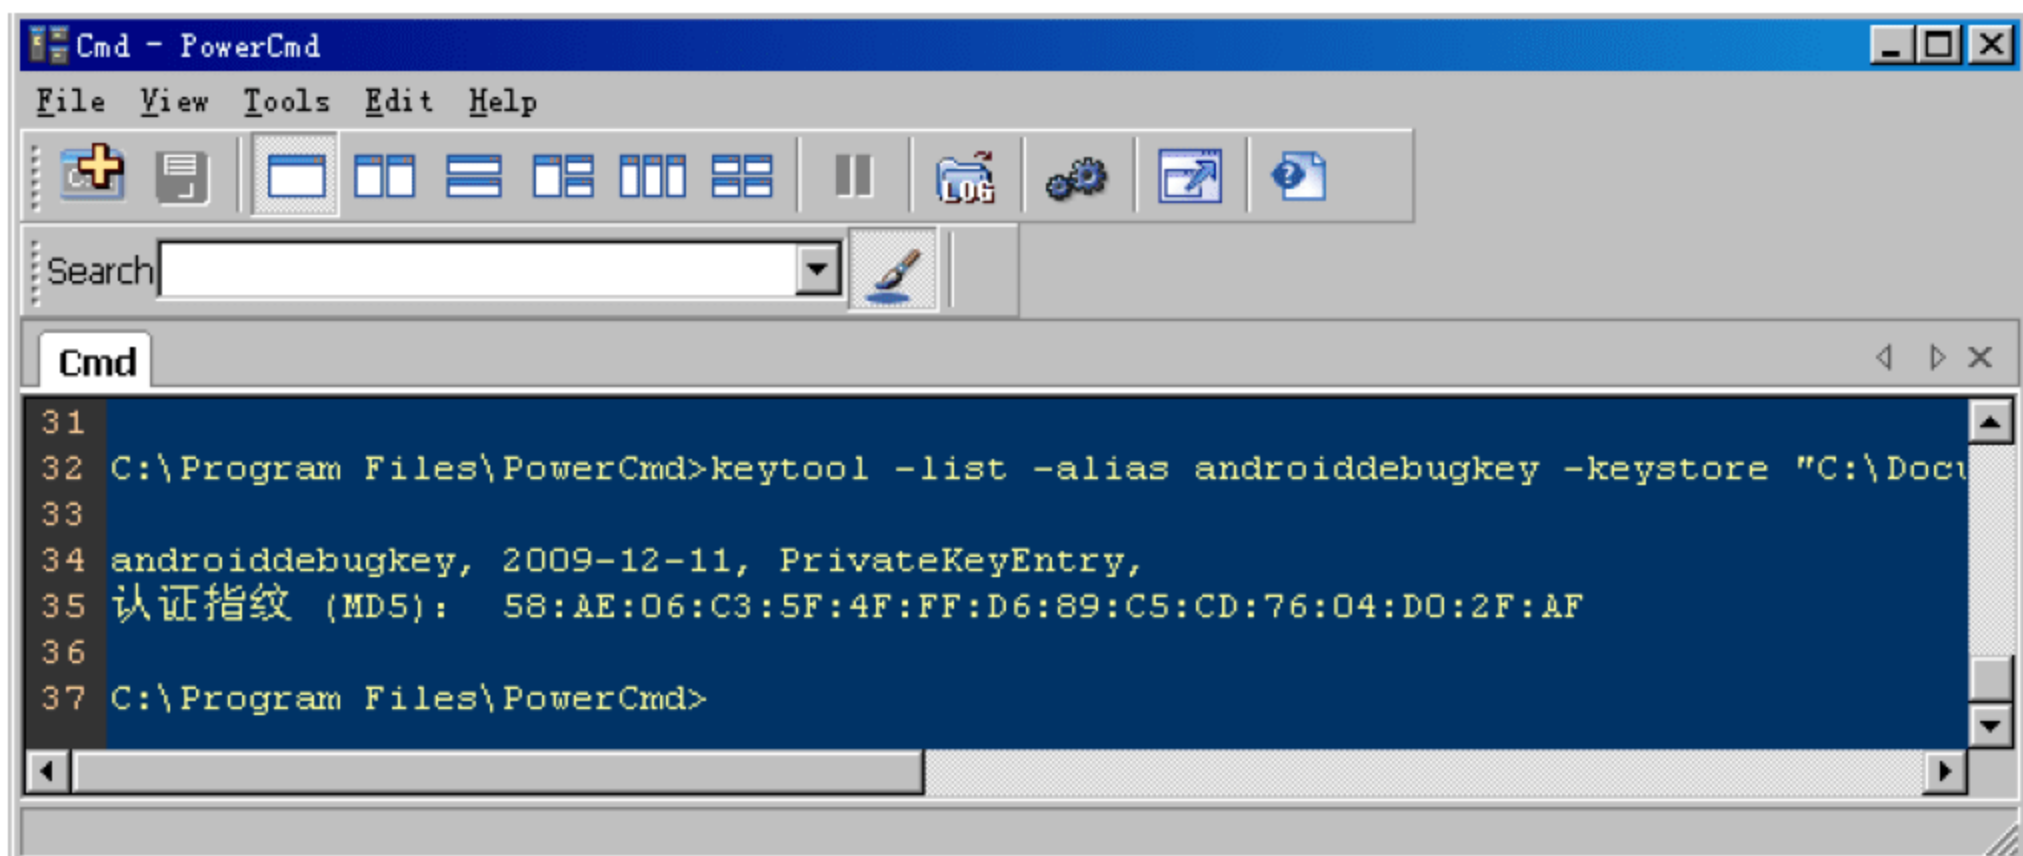 Cmd - PowerCmd
File View Tools Edit Help
LOG
Search
Cmd
31
32 C:\Program Files\PowerCmd>keytool -list -alias androiddebugkey -keystore "C:\Docu
33
34 androiddebugkey, 2009-12-11, PrivateKeyEntry,
35 认证指纹 (MD5): 58:AE:06:C3:5F:4F:FF:D6:89:C5:CD:76:04:D0:2F:AF
36
37 C:\Program Files\PowerCmd>